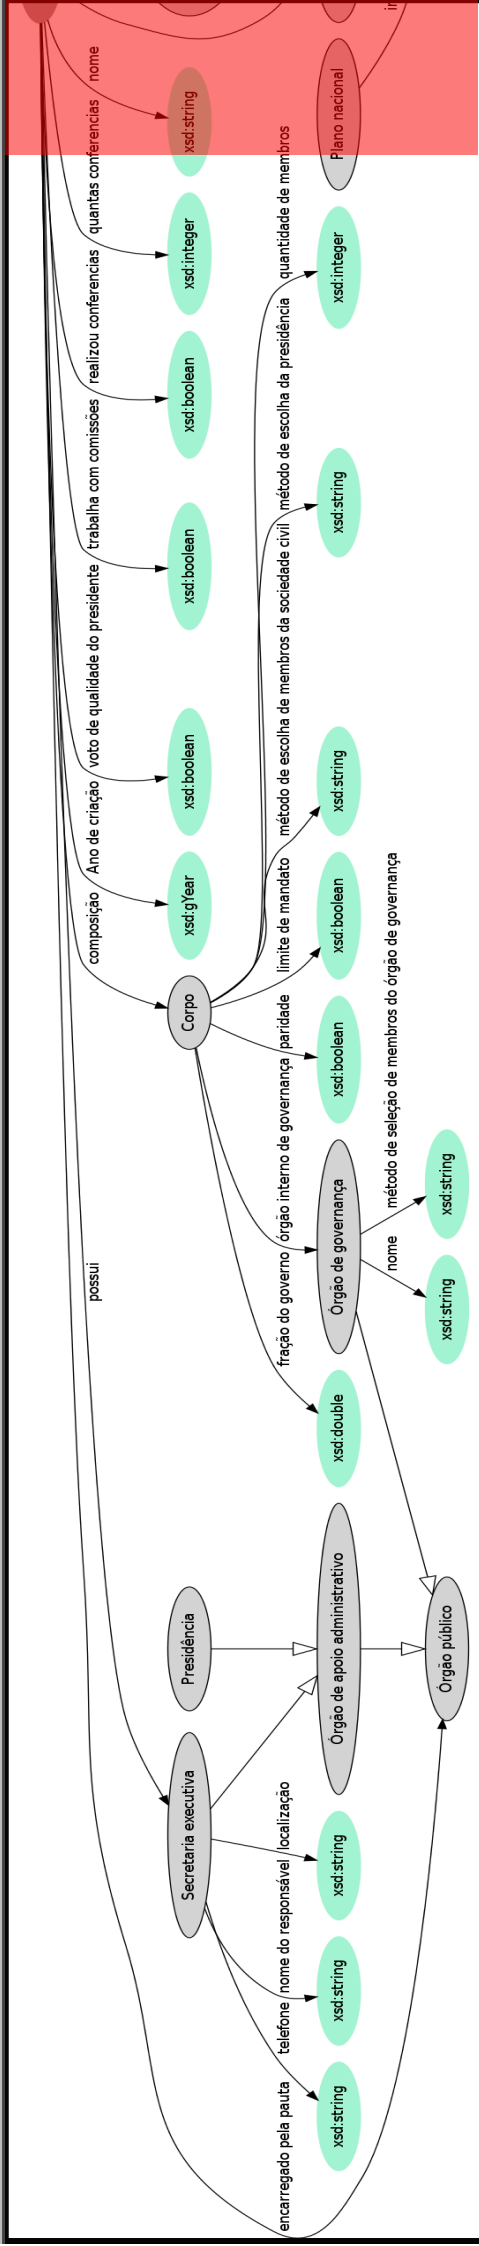 nome
quantas conferencias
realizou conferencias
trabalha com comissões
voto de qualidade do presidente
Ano de criação
composição
possui
xsd:string
xsd:integer
xsd:boolean
xsd:boolean
xsd:boolean
xsd:gYear
Corpo
Presidência
Secretaria executiva
quantidade de membros
método de escolha da presidência
método de escolha de membros da sociedade civil
limite de mandato
paridade
órgão interno de governança
fração do governo
localização
nome do responsável
telefone
encarregado pela pauta
Plano nacional
xsd:integer
xsd:string
xsd:string
xsd:boolean
xsd:boolean
Órgão de governança
xsd:double
Órgão de apoio administrativo
xsd:string
xsd:string
xsd:string
método de seleção de membros do órgão de governança
nome
xsd:string
xsd:string
Órgão público